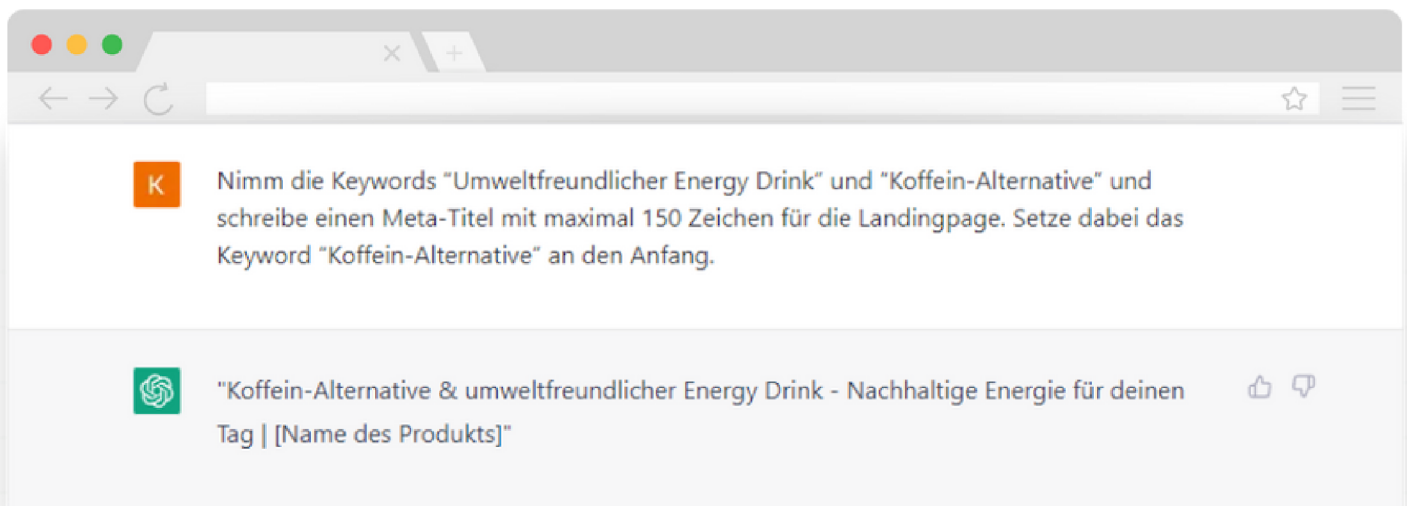 K
Nimm die Keywords “Umweltfreundlicher Energy Drink” und “Koffein-Alternative” und
schreibe einen Meta-Titel mit maximal 150 Zeichen für die Landingpage. Setze dabei das
Keyword “Koffein-Alternative” an den Anfang.
"Koffein-Alternative & umweltfreundlicher Energy Drink - Nachhaltige Energie für deinen
Tag | [Name des Produkts]"